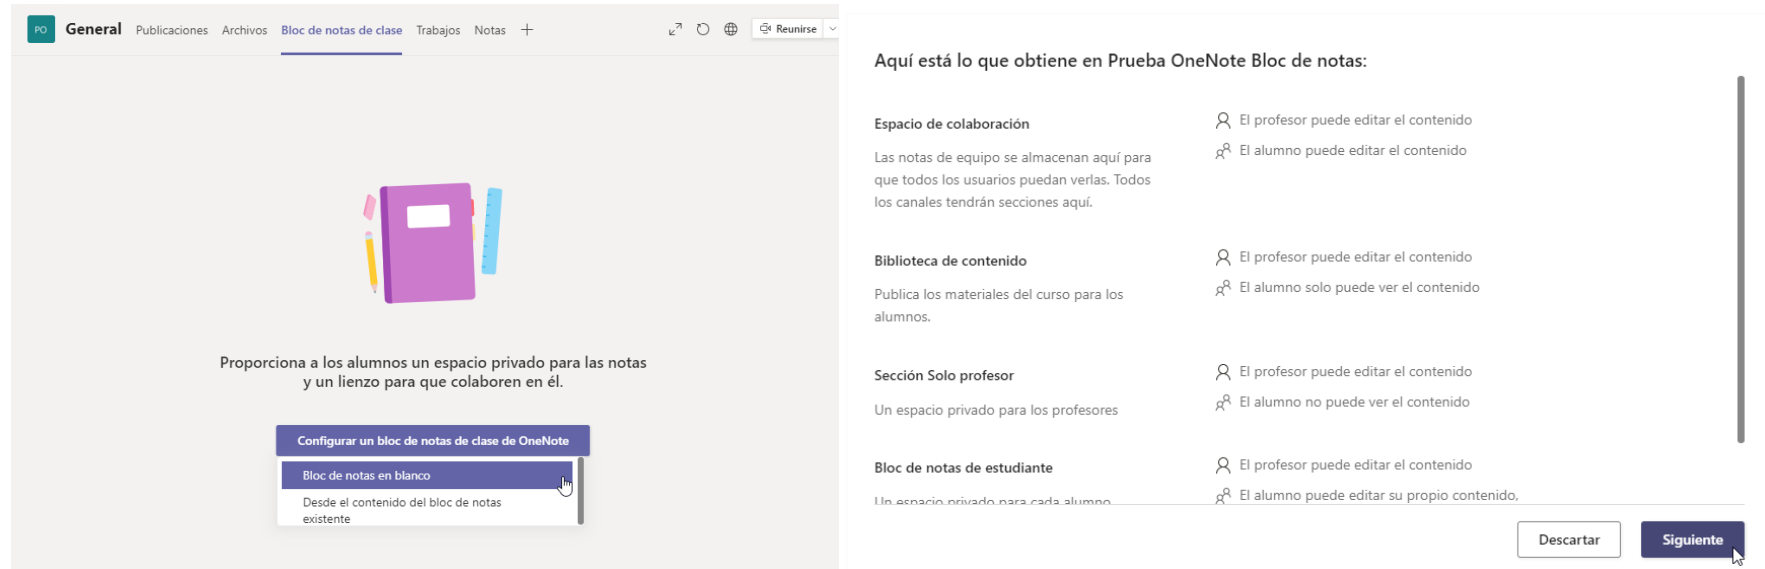 PO General Publicaciones Archivos Bloc de notas de clase Trabajos Notas Reunirse
Proporciona a los alumnos un espacio privado para las notas
y un lienzo para que colaboren en él.
Configurar un bloc de notas de clase de OneNote
Bloc de notas en blanco
Desde el contenido del bloc de notas
existente
Aquí está lo que obtiene en Prueba OneNote Bloc de notas:
Espacio de colaboración
Las notas de equipo se almacenan aquí para
que todos los usuarios puedan verlas. Todos
los canales tendrán secciones aquí.
El profesor puede editar el contenido
El alumno puede editar el contenido
Biblioteca de contenido
Publica los materiales del curso para los
alumnos.
El profesor puede editar el contenido
El alumno solo puede ver el contenido
Sección Solo profesor
Un espacio privado para los profesores
El profesor puede editar el contenido
El alumno no puede ver el contenido
Bloc de notas de estudiante
Un espacio privado para cada alumno
El profesor puede editar el contenido
El alumno puede editar su propio contenido,
Descartar
Siguiente